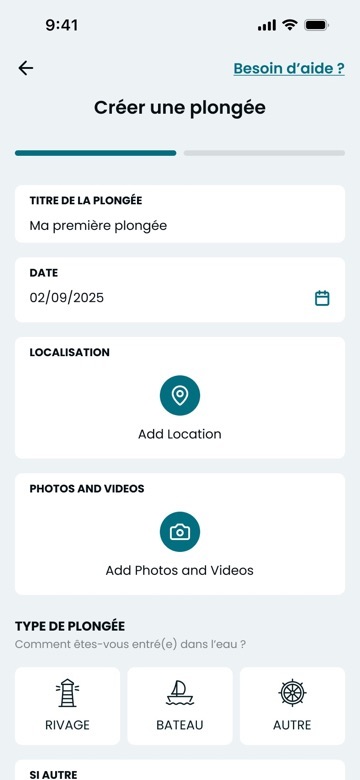 9:41
Besoin d'aide ?
Créer une plongée
TITRE DE LA PLONGÉE
Ma première plongée
DATE
02/09/2025
LOCALISATION
Add Location
PHOTOS AND VIDEOS
Add Photos and Videos
TYPE DE PLONGÉE
Comment êtes-vous entré(e) dans l'eau ?
RIVAGE BATEAU AUTRE
SI AUTRE